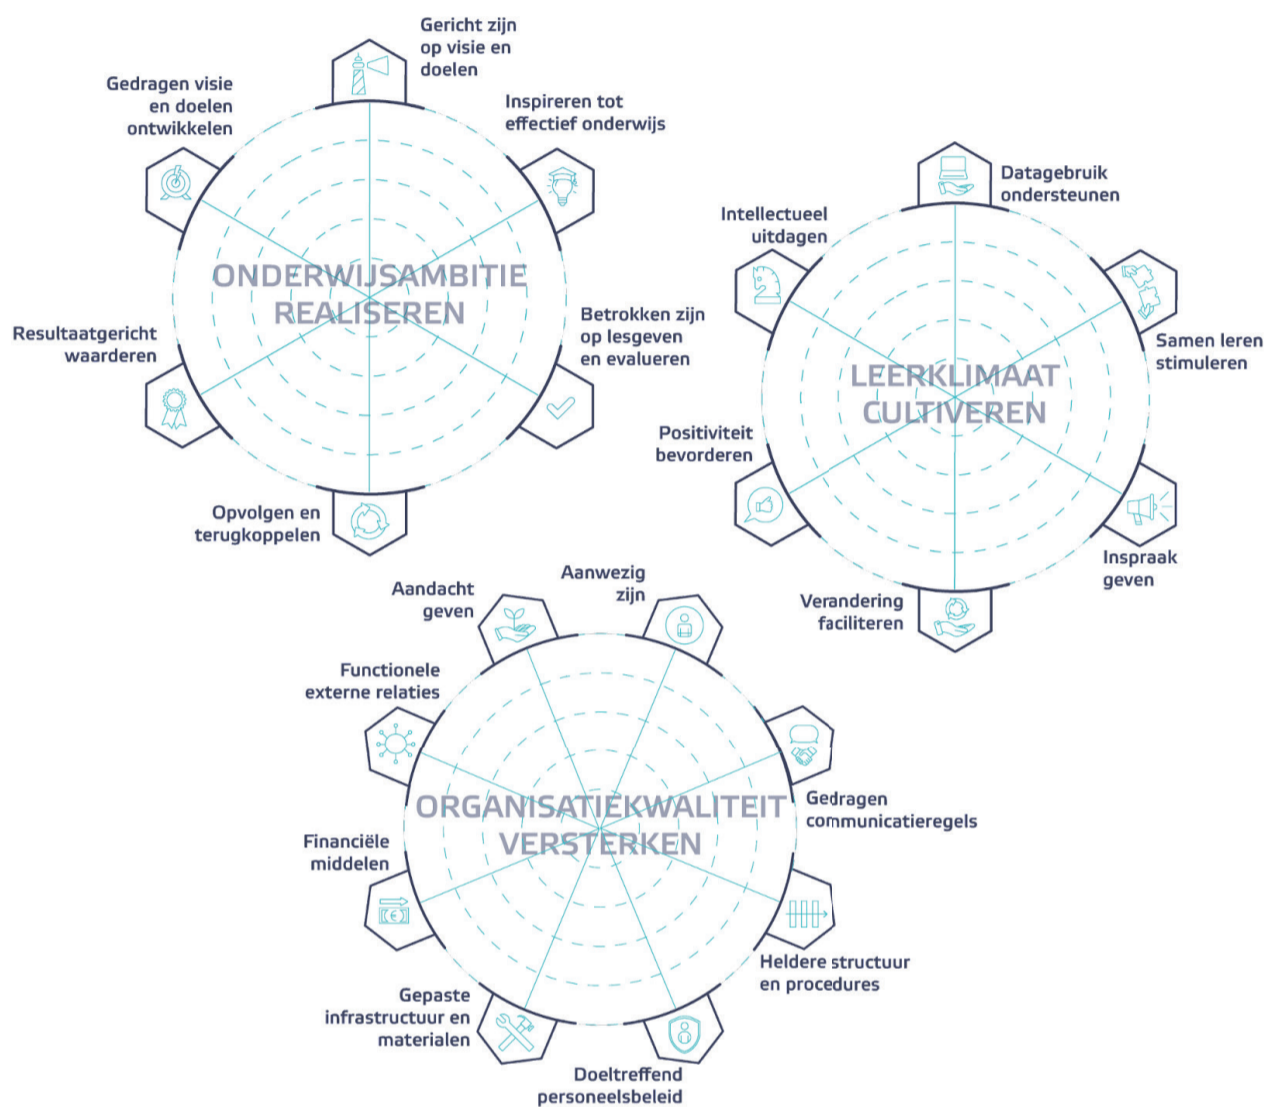 Gericht zijn
op visie en
doelen
Gedragen visie
en doelen
ontwikkelen
Inspireren tot
effectief onderwijs
ONDERWIJSAMBITIE
REALISEREN
Resultaatgericht
waarderen
Betrokken zijn
op lesgeven
en evalueren
Opvolgen en
terugkoppelen
Datagebruik
ondersteunen
Intellectueel
uitdagen
Samen leren
stimuleren
LEERKLIMAAT
CULTIVEREN
Positiviteit
bevorderen
Inspraak
geven
Verandering
faciliteren
Aandacht
geven
Aanwezig
zijn
Functionele
externe relaties
Gedragen
communicatieregels
ORGANISATIEKWALITEIT
VERSTERKEN
Financiële
middelen
€
Heldere structuur
en procedures
Gepaste
infrastructuur en
materialen
Doeltreffend
personeelsbeleid